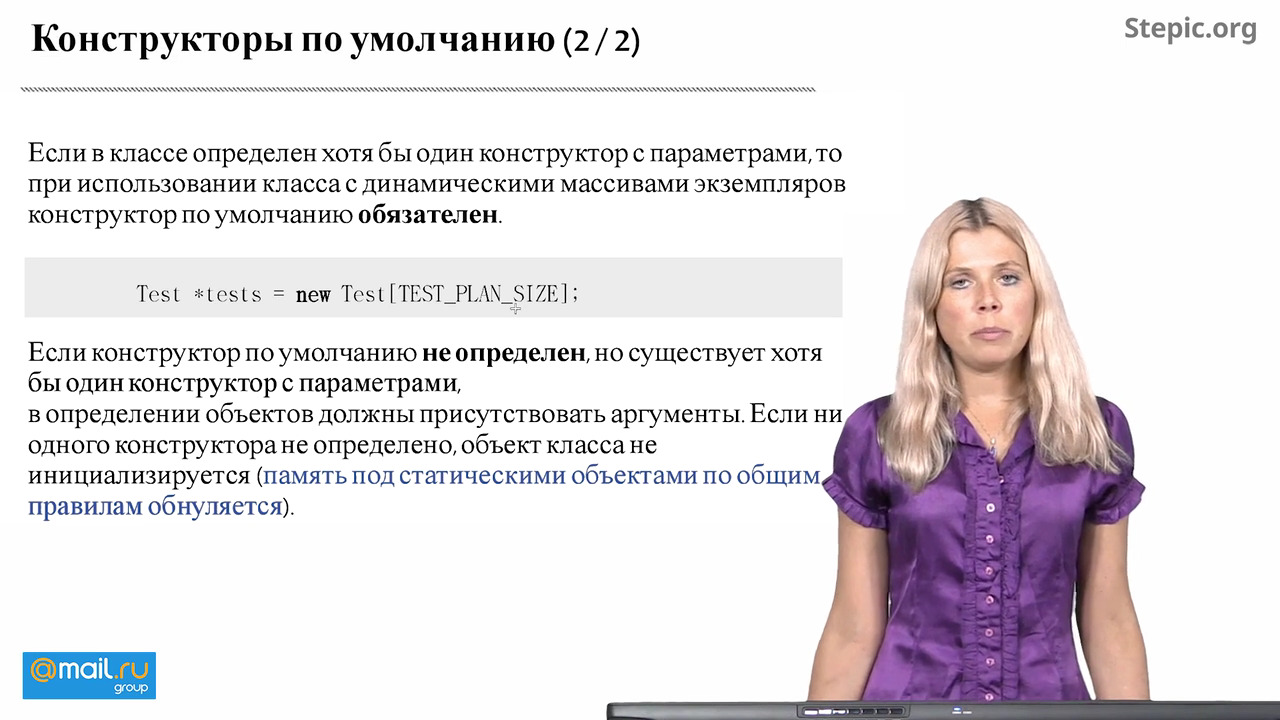 Конструкторы по умолчанию (2 / 2)
Stepic.org
Если в классе определен хотя бы один конструктор с параметрами, то
при использовании класса с динамическими массивами экземпляров
конструктор по умолчанию обязателен.
Test *tests = new Test[TEST_PLAN_SIZE];
Если конструктор по умолчанию не определен, но существует хотя
бы один конструктор с параметрами,
в определении объектов должны присутствовать аргументы. Если ни
одного конструктора не определено, объект класса не
инициализируется (память под статическими объектами по общим
правилам обнуляется).
@mail.ru
group